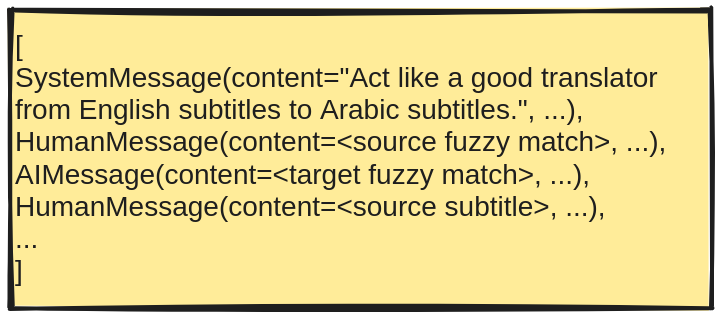 [
SystemMessage(content="Act like a good translator
from English subtitles to Arabic subtitles.", ...),
HumanMessage(content=<source fuzzy match>, ...),
AIMessage(content=<target fuzzy match>, ...),
HumanMessage(content=<source subtitle>, ...),
...
]